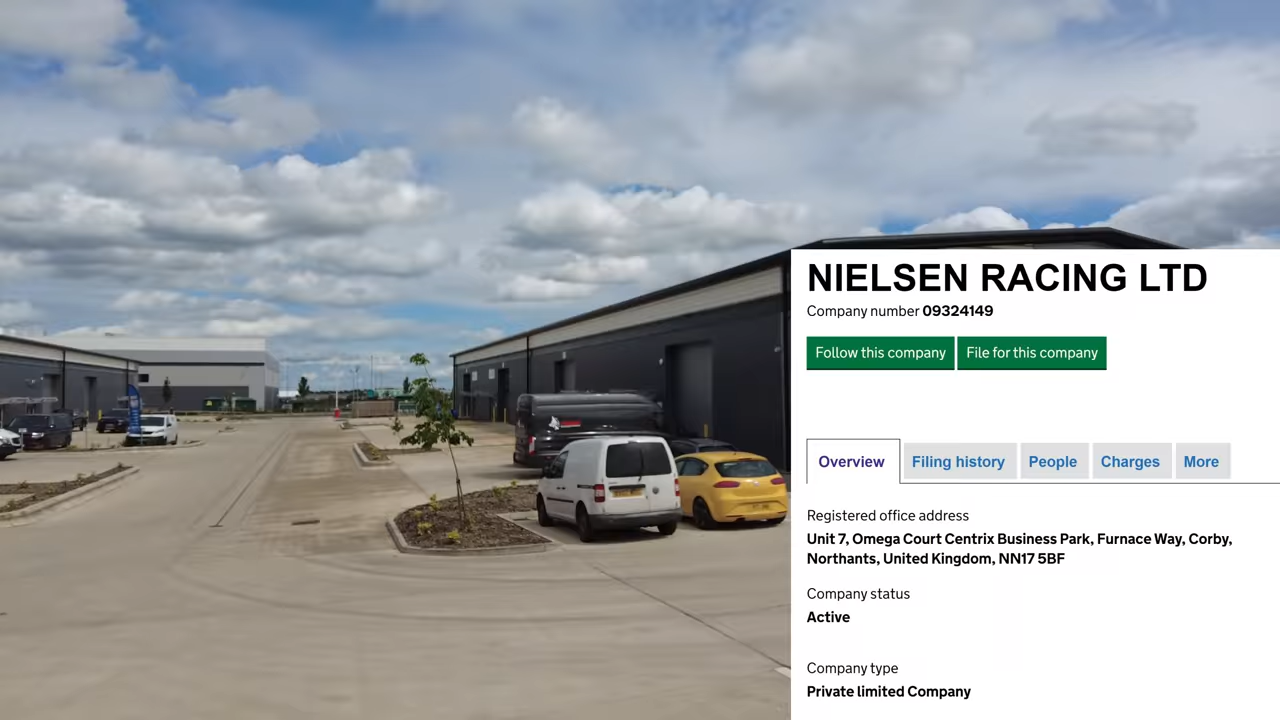 NIELSEN RACING LTD
Company number 09324149
Follow this company File for this company
Overview Filing history People Charges More
Registered office address
Unit 7, Omega Court Centrix Business Park, Furnace Way, Corby,
Northants, United Kingdom, NN17 5BF
Company status
Active
Company type
Private limited Company